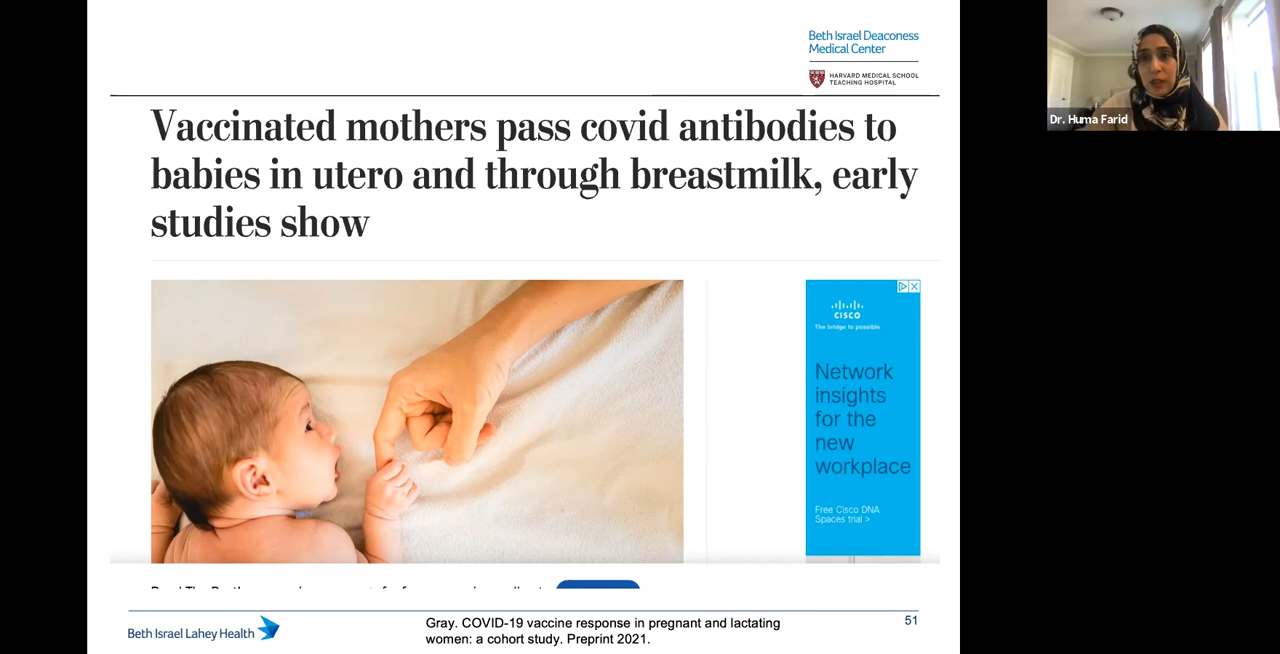 Beth Israel Deaconess
Medical Center
HARVARD MEDICAL SCHOOL
TEACHING HOSPITAL
Dr. Huma Farid
Vaccinated mothers pass covid antibodies to
babies in utero and through breastmilk, early
studies show
CISCO
The bridge to possible
Network
insights
for the
new
workplace
Free Cisco DNA
Spaces trial >
Beth Israel Lahey Health
Gray. COVID-19 vaccine response in pregnant and lactating
women: a cohort study. Preprint 2021.
51